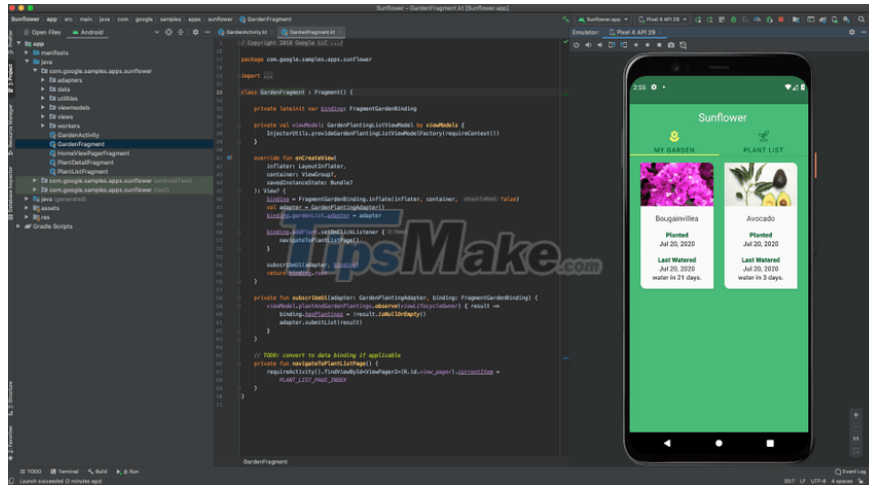 Sunflower – GardenFragment.kt [Sunflower.app]
Sunflower app src main java com google samples apps sunflower GardenFragment
Sunflower.app Pixel 4 API 29
Open Files Android
GardenActivity.kt GardenFragment.kt
Emulator: Pixel 4 API 29
app
manifests
java
com.google.samples.apps.sunflower
adapters
data
utilities
viewmodels
views
workers
GardenActivity
GardenFragment
HomeViewPagerFragment
PlantDetailFragment
PlantListFragment
com.google.samples.apps.sunflower (androidTest)
com.google.samples.apps.sunflower (test)
java (generated)
assets
res
Gradle Scripts
/ Copyright 2018 Google LLC .../
package com.google.samples.apps.sunflower
import ...
class GardenFragment : Fragment() {
private lateinit var binding: FragmentGardenBinding
private val viewModel: GardenPlantingListViewModel by viewModels {
InjectorUtils.provideGardenPlantingListViewModelFactory(requireContext())
}
override fun onCreateView(
inflater: LayoutInflater,
container: ViewGroup?,
savedInstanceState: Bundle?
): View? {
binding = FragmentGardenBinding.inflate(inflater, container, false)
val adapter = GardenPlantingAdapter()
binding.gardenList.adapter = adapter
binding.addPlant.setOnClickListener {
navigateToPlantListPage()
}
subscribeUi(adapter, binding)
return binding.root
}
private fun subscribeUi(adapter: GardenPlantingAdapter, binding: FragmentGardenBinding) {
viewModel.plantAndGardenPlantings.observe(viewLifecycleOwner) { result ->
binding.hasPlantings = !result.isNullOrEmpty()
adapter.submitList(result)
}
}
// TODO: convert to data binding if applicable
private fun navigateToPlantListPage() {
requireActivity().findViewById<ViewPager2>(R.id.view_pager).currentItem =
PLANT_LIST_PAGE_INDEX
}
}
GardenFragment
TipsMake.com
2:55
Sunflower
MY GARDEN PLANT LIST
Bougainvillea Avocado
Planted Planted
Jul 20, 2020 Jul 20, 2020
Last Watered Last Watered
Jul 20, 2020 Jul 20, 2020
water in 21 days. water in 3 days.
1:1
TODO Terminal Build Run Event Log
Launch succeeded (2 minutes ago) LF UTF-8 4 spaces